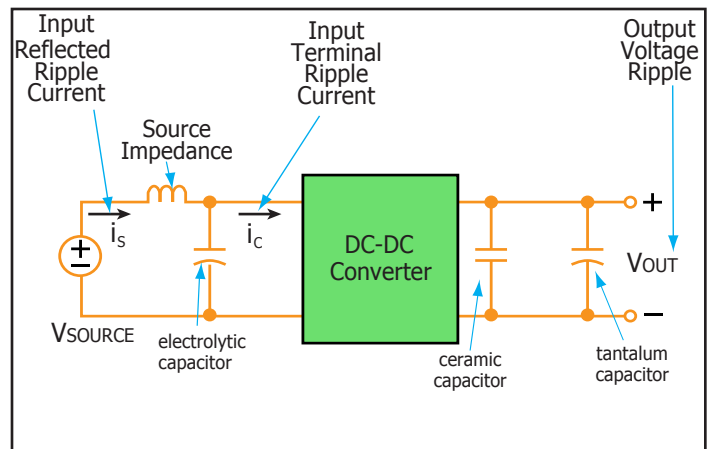 Input
Reflected
Ripple
Current
Input
Terminal
Ripple
Current
Output
Voltage
Ripple
Source
Impedance
iS
iC
+
−
DC-DC
Converter
+
VOUT
−
VSOURCE
electrolytic
capacitor
ceramic
capacitor
tantalum
capacitor